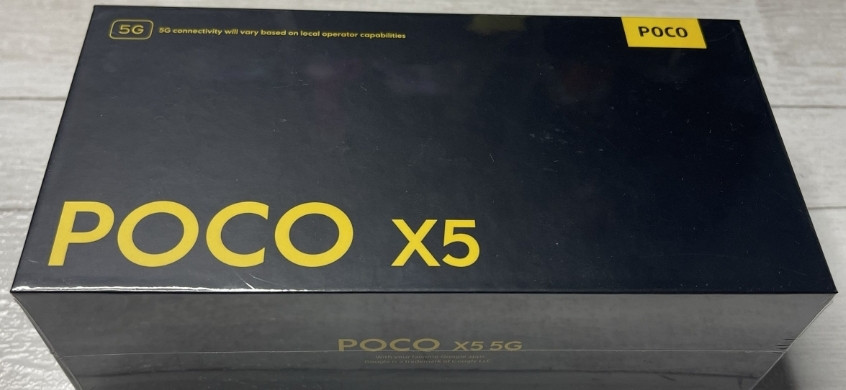 5G 5G connectivity will vary based on local operator capabilities
POCO
POCO X5
POCO X5 5G